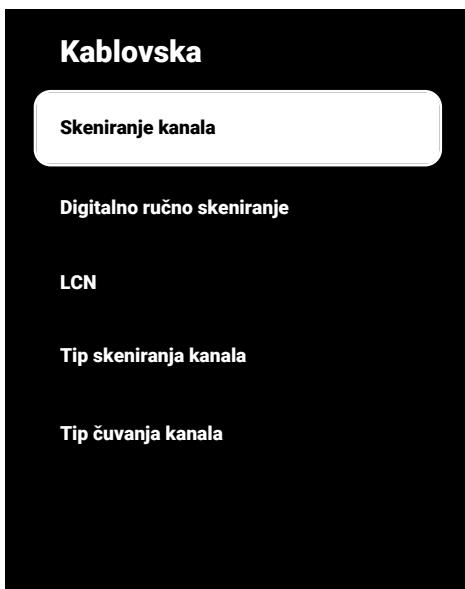 Kablovska
Skeniranje kanala
Digitalno ručno skeniranje
LCN
Tip skeniranja kanala
Tip čuvanja kanala